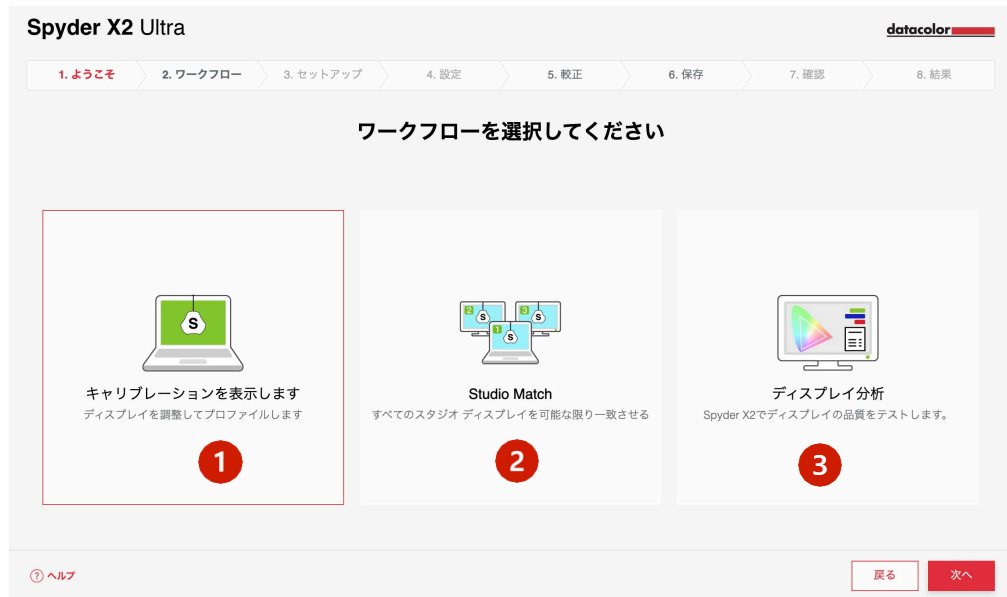 Spyder X2 Ultra
datacolor
1. ようこそ
2. ワークフロー
3. セットアップ
4. 設定
5. 較正
6. 保存
7. 確認
8. 結果
ワークフローを選択してください
S
キャリブレーションを表示します
ディスプレイを調整してプロファイルします
1
2 S
3 S
1 S
Studio Match
すべてのスタジオ ディスプレイを可能な限り一致させる
2
ディスプレイ分析
Spyder X2でディスプレイの品質をテストします。
3
? ヘルプ
戻る
次へ